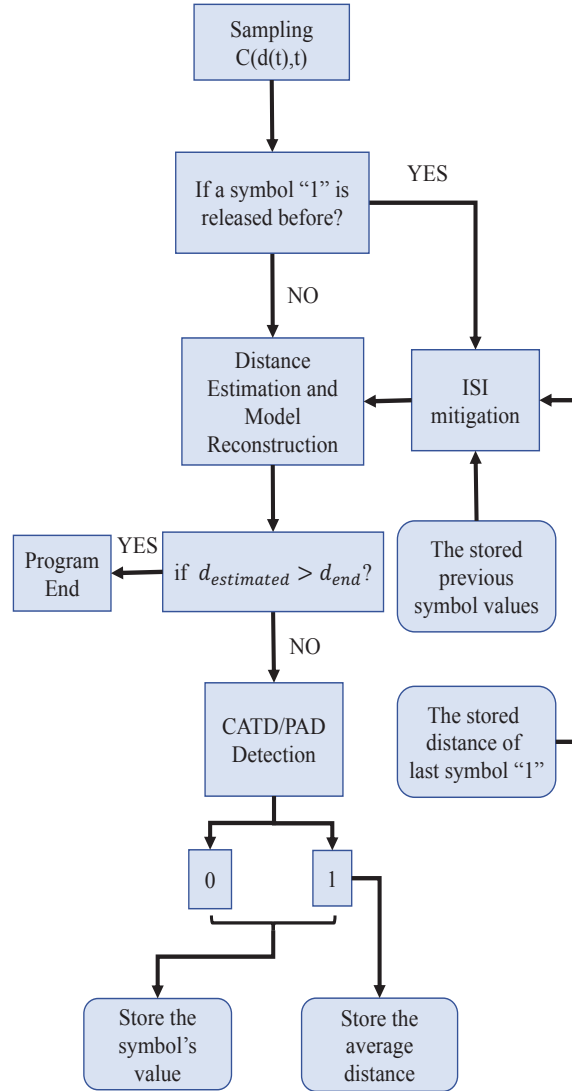 Sampling
C(d(t),t)
If a symbol “1” is
released before?
YES
NO
Distance
Estimation and
Model
Reconstruction
ISI
mitigation
The stored
previous
symbol values
if d_estimated > d_end?
YES
Program
End
NO
CATD/PAD
Detection
The stored
distance of
last symbol “1”
0
1
Store the
symbol’s
value
Store the
average
distance